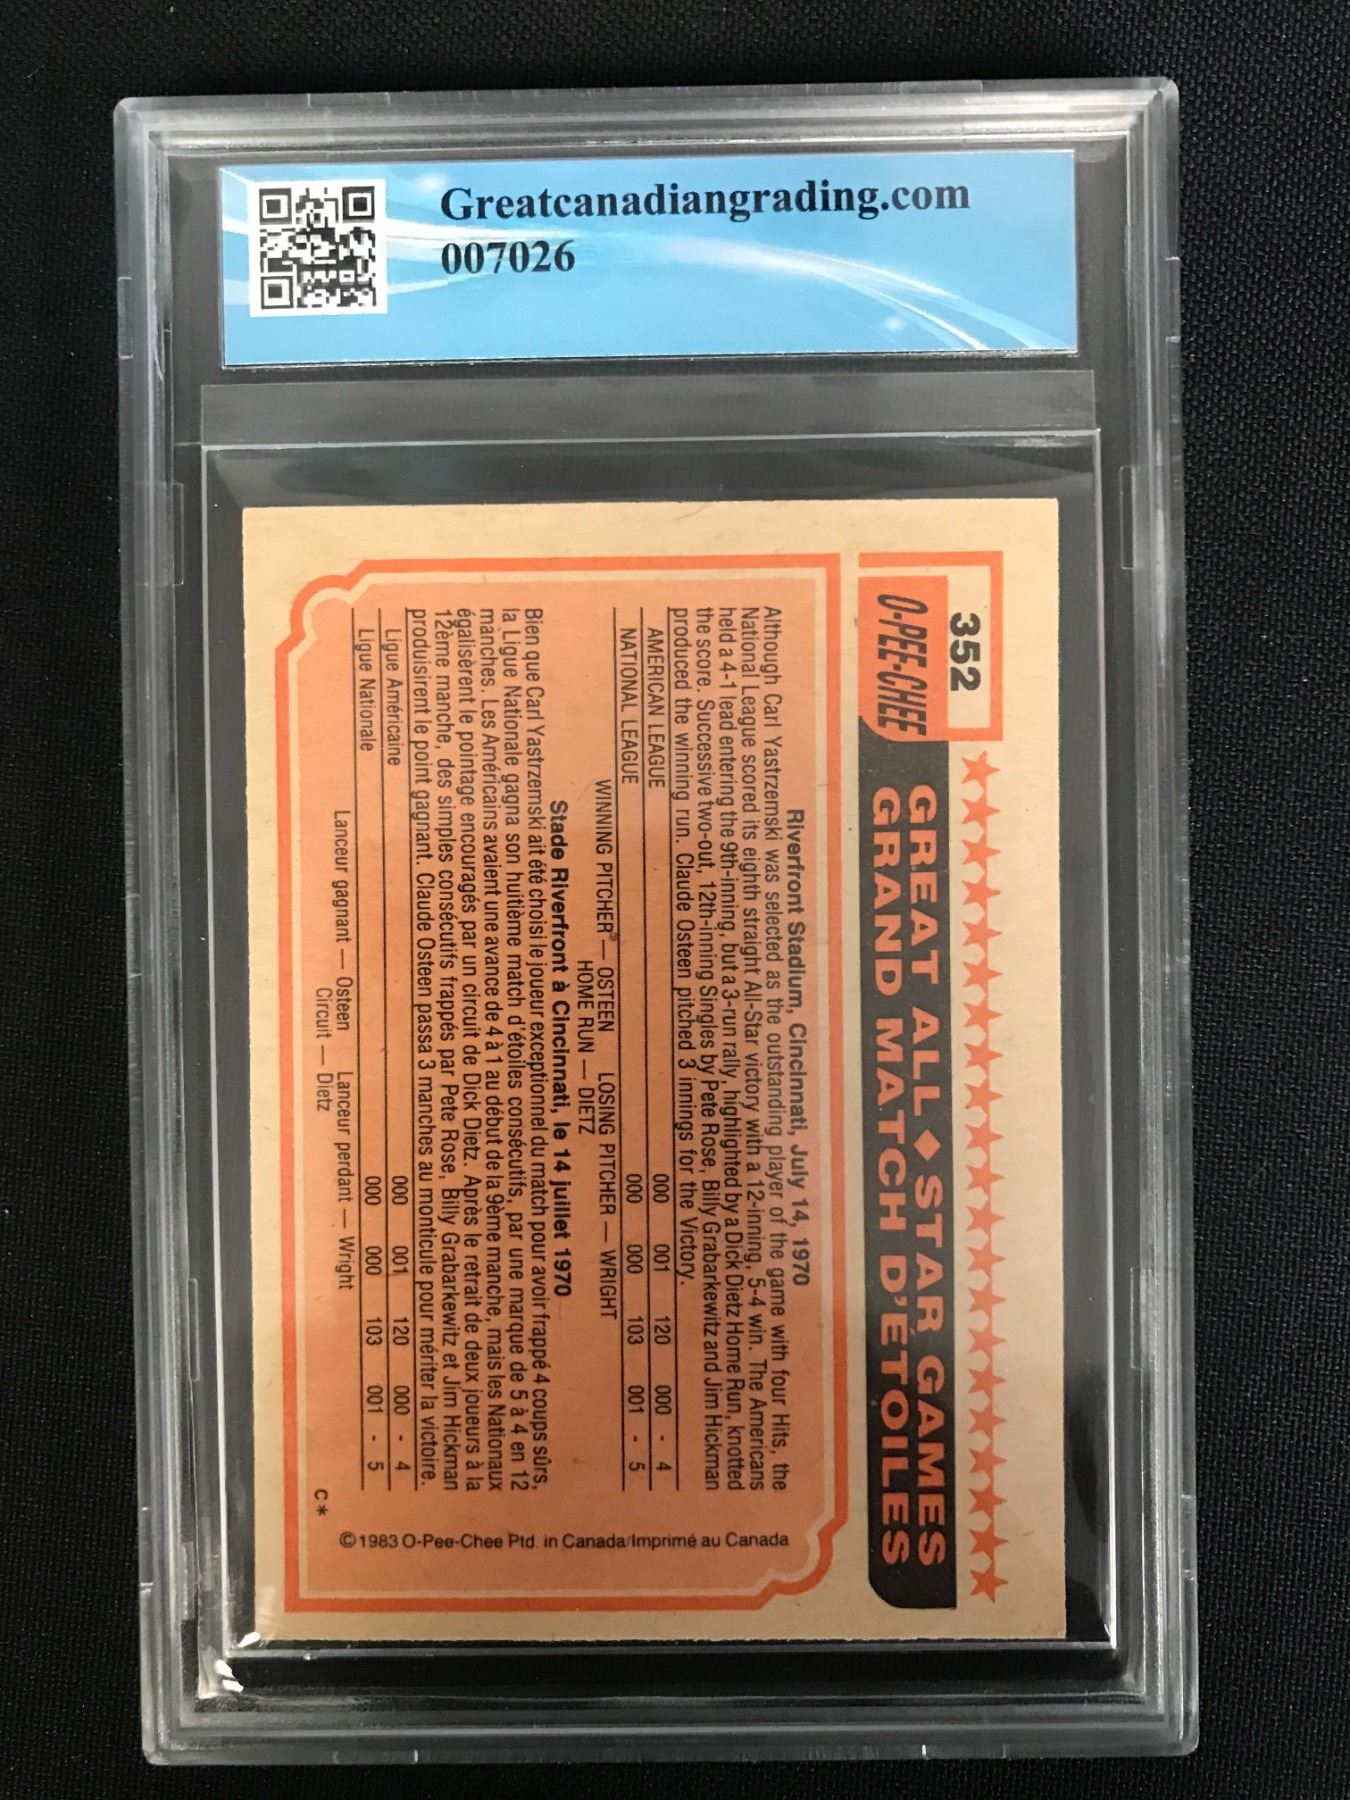 Greatcanadiangrading.com
007026
352
O-PEE-CHEE
GREAT ALL♦STAR GAMES
GRAND MATCH D'ÉTOILES
Riverfront Stadium, Cincinnati, July 14, 1970
Although Carl Yastrzemski was selected as the outstanding player of the game with four Hits, the
National League scored its eighth straight All-Star victory with a 12-inning, 5-4 win. The Americans
held a 4-1 lead entering the 9th-inning, but a 3-run rally, highlighted by a Dick Dietz Home Run, knotted
the score. Successive two-out, 12th-inning Singles by Pete Rose, Billy Grabarkewitz and Jim Hickman
produced the winning run. Claude Osteen pitched 3 innings for the Victory.
AMERICAN LEAGUE 000 001 120 000 - 4
NATIONAL LEAGUE 000 000 103 001 - 5
WINNING PITCHER — OSTEEN LOSING PITCHER — WRIGHT
HOME RUN — DIETZ
Stade Riverfront à Cincinnati, le 14 juillet 1970
Bien que Carl Yastrzemski ait été choisi le joueur exceptionnel du match pour avoir frappé 4 coups sûrs,
la Ligue Nationale gagna son huitième match d'étoiles consécutifs, par une marque de 5 à 4 en 12
manches. Les Américains avaient une avance de 4 à 1 au début de la 9ème manche, mais les Nationaux
égalisèrent le pointage encouragés par un circuit de Dick Dietz. Après le retrait de deux joueurs à la
12ème manche, des simples consécutifs frappés par Pete Rose, Billy Grabarkewitz et Jim Hickman
produisirent le point gagnant. Claude Osteen passa 3 manches au monticule pour mériter la victoire.
Ligue Américaine 000 001 120 000 - 4
Ligue Nationale 000 000 103 001 - 5
Lanceur gagnant — Osteen Lanceur perdant — Wright
Circuit — Dietz
C*
©1983 O-Pee-Chee Ptd. in Canada/Imprimé au Canada